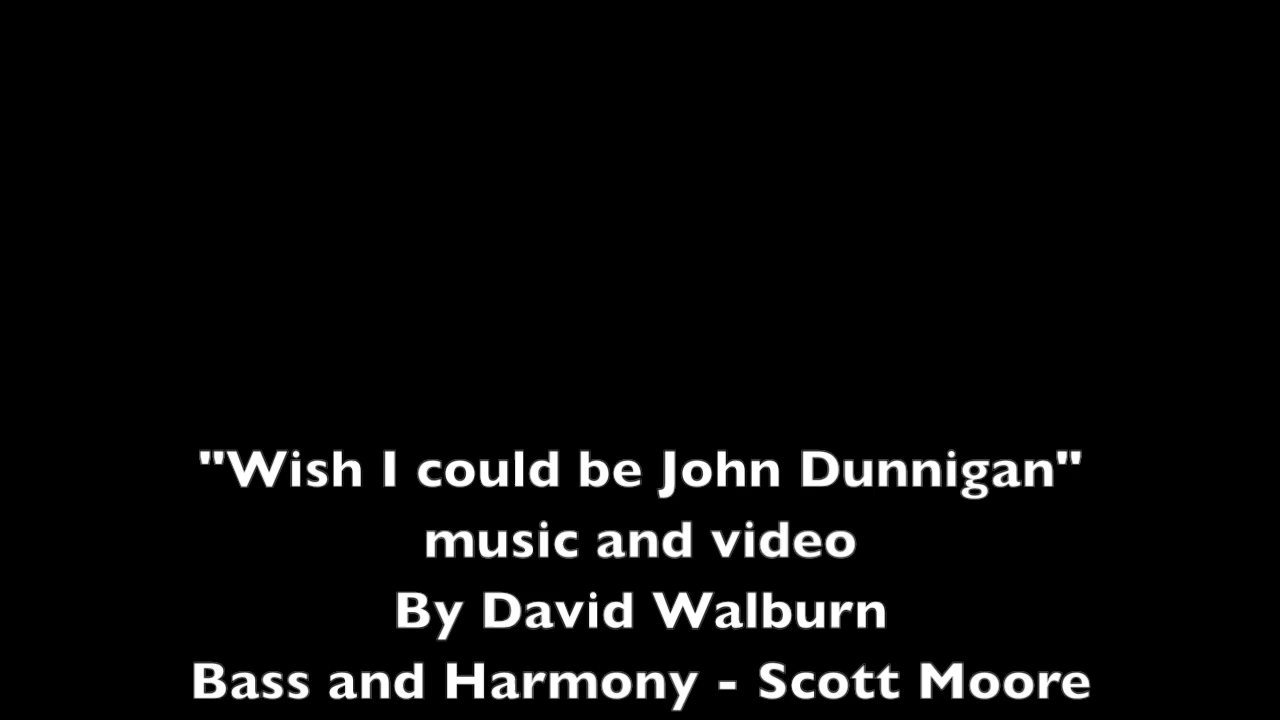 "Wish I could be John Dunnigan"
music and video
By David Walburn
Bass and Harmony - Scott Moore